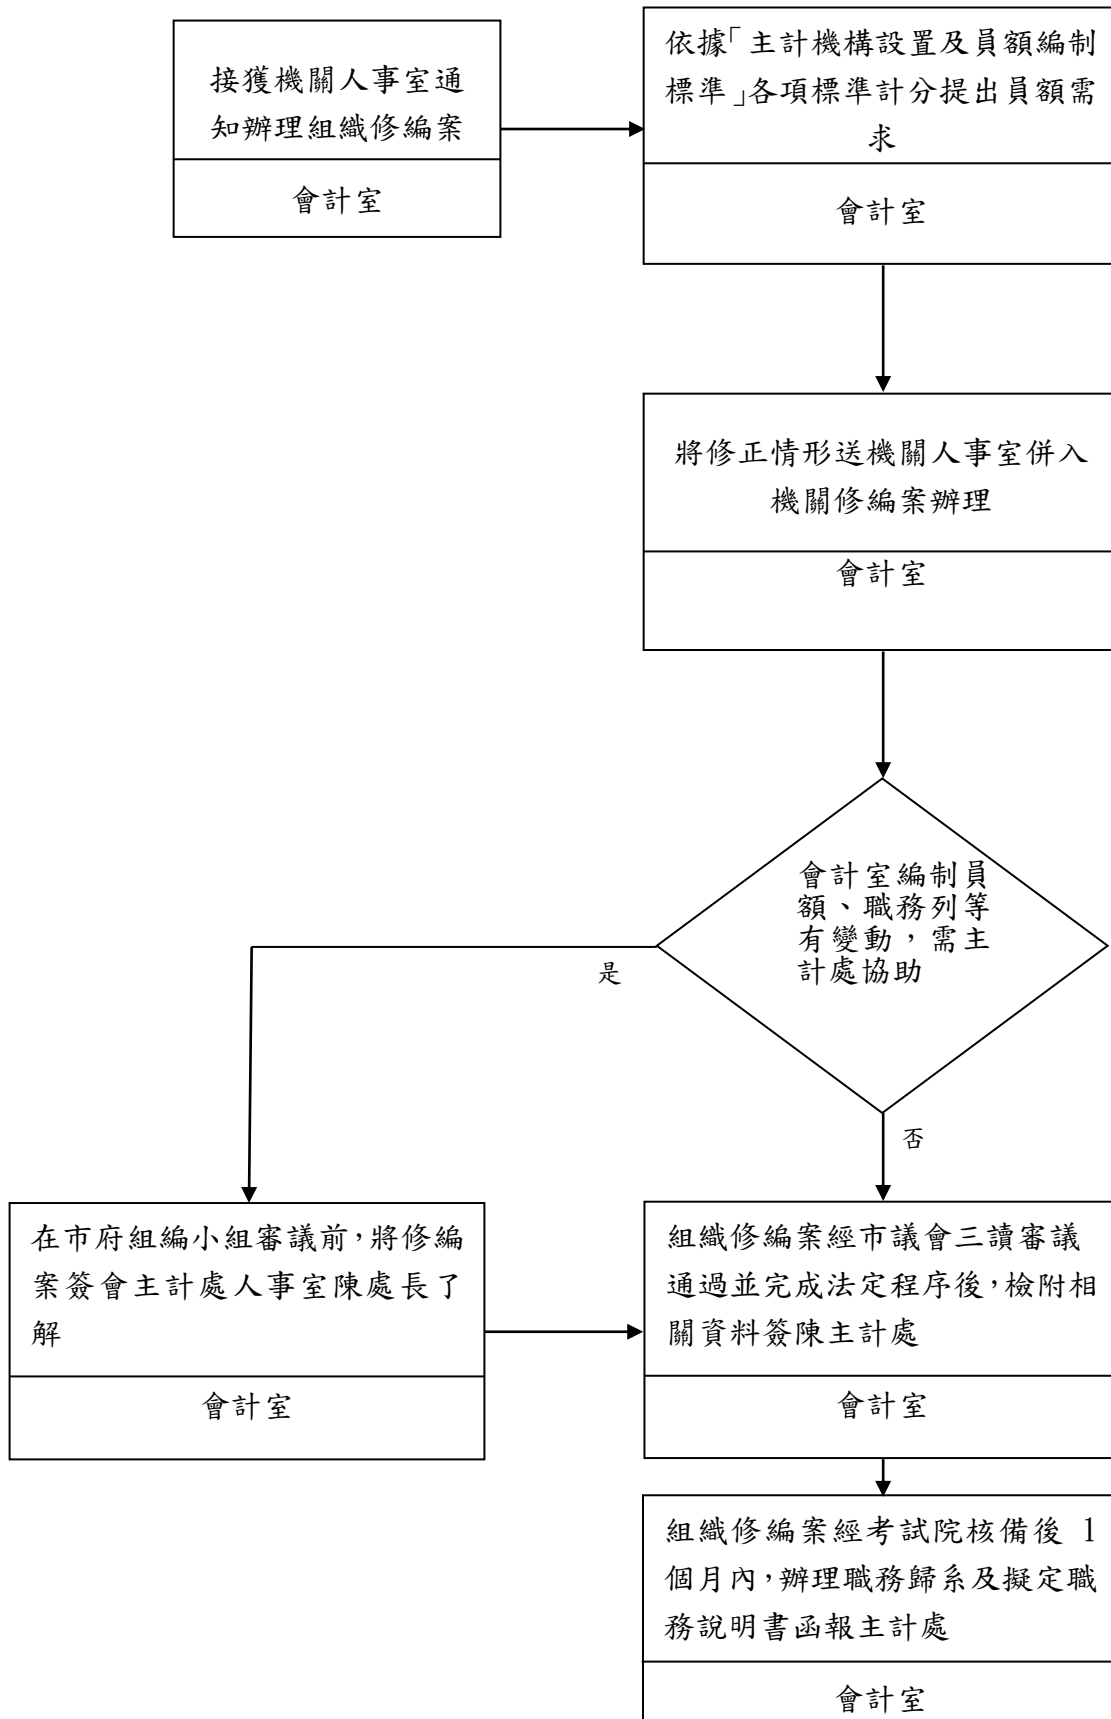 接獲機關人事室通
知辦理組織修編案
會計室
依據「主計機構設置及員額編制
標準」各項標準計分提出員額需
求
會計室
將修正情形送機關人事室併入
機關修編案辦理
會計室
會計室編制員
額、職務列等
有變動，需主
計處協助
是
否
在市府組編小組審議前，將修編
案簽會主計處人事室陳處長了
解
會計室
組織修編案經市議會三讀審議
通過並完成法定程序後，檢附相
關資料簽陳主計處
會計室
組織修編案經考試院核備後 1
個月內，辦理職務歸系及擬定職
務說明書函報主計處
會計室